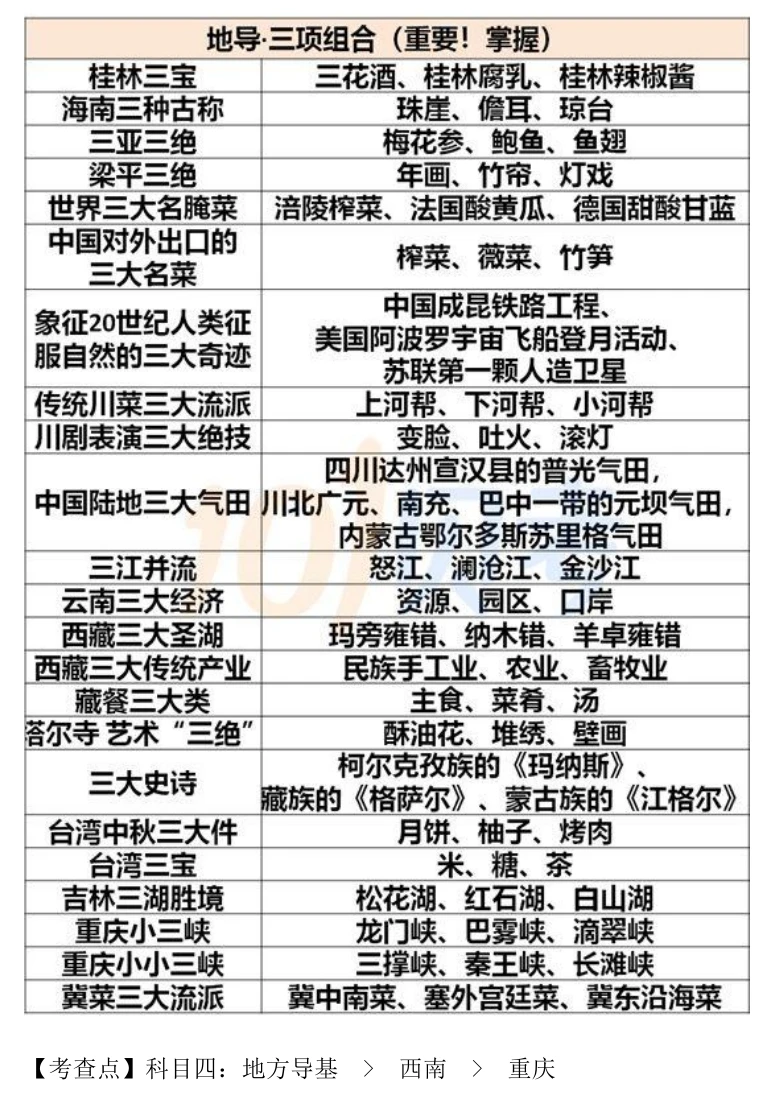 地导·三项组合（重要！掌握）
桂林三宝 三花酒、桂林腐乳、桂林辣椒酱
海南三种古称 珠崖、儋耳、琼台
三亚三绝 梅花参、鲍鱼、鱼翅
梁平三绝 年画、竹帘、灯戏
世界三大名腌菜 涪陵榨菜、法国酸黄瓜、德国甜酸甘蓝
中国对外出口的
三大名菜 榨菜、薇菜、竹笋
象征20世纪人类征
服自然的三大奇迹
中国成昆铁路工程、
美国阿波罗宇宙飞船登月活动、
苏联第一颗人造卫星
传统川菜三大流派 上河帮、下河帮、小河帮
川剧表演三大绝技 变脸、吐火、滚灯
中国陆地三大气田
四川达州宣汉县的普光气田，
川北广元、南充、巴中一带的元坝气田，
内蒙古鄂尔多斯苏里格气田
三江并流 怒江、澜沧江、金沙江
云南三大经济 资源、园区、口岸
西藏三大圣湖 玛旁雍错、纳木错、羊卓雍错
西藏三大传统产业 民族手工业、农业、畜牧业
藏餐三大类 主食、菜肴、汤
塔尔寺 艺术“三绝” 酥油花、堆绣、壁画
三大史诗
柯尔克孜族的《玛纳斯》、
藏族的《格萨尔》、蒙古族的《江格尔》
台湾中秋三大件 月饼、柚子、烤肉
台湾三宝 米、糖、茶
吉林三湖胜境 松花湖、红石湖、白山湖
重庆小三峡 龙门峡、巴雾峡、滴翠峡
重庆小小三峡 三撑峡、秦王峡、长滩峡
冀菜三大流派 冀中南菜、塞外宫廷菜、冀东沿海菜
【考查点】科目四：地方导基 > 西南 > 重庆